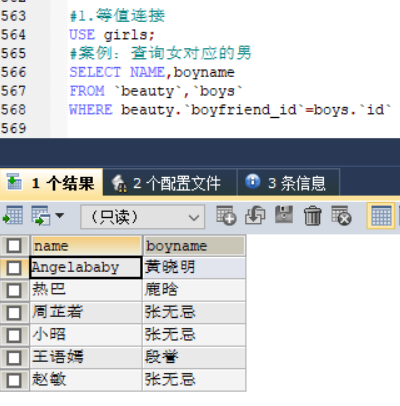 563 #1.等值连接
564 USE girls;
565 #案例：查询女对应的男
566 SELECT NAME,boyname
567 FROM `beauty`,`boys`
568 WHERE beauty.`boyfriend_id`=boys.`id`
569
1 个结果 2 个配置文件 3 条信息
（只读）
name boyname
Angelababy 黄晓明
热巴 鹿晗
周芷若 张无忌
小昭 张无忌
王语嫣 段誉
赵敏 张无忌